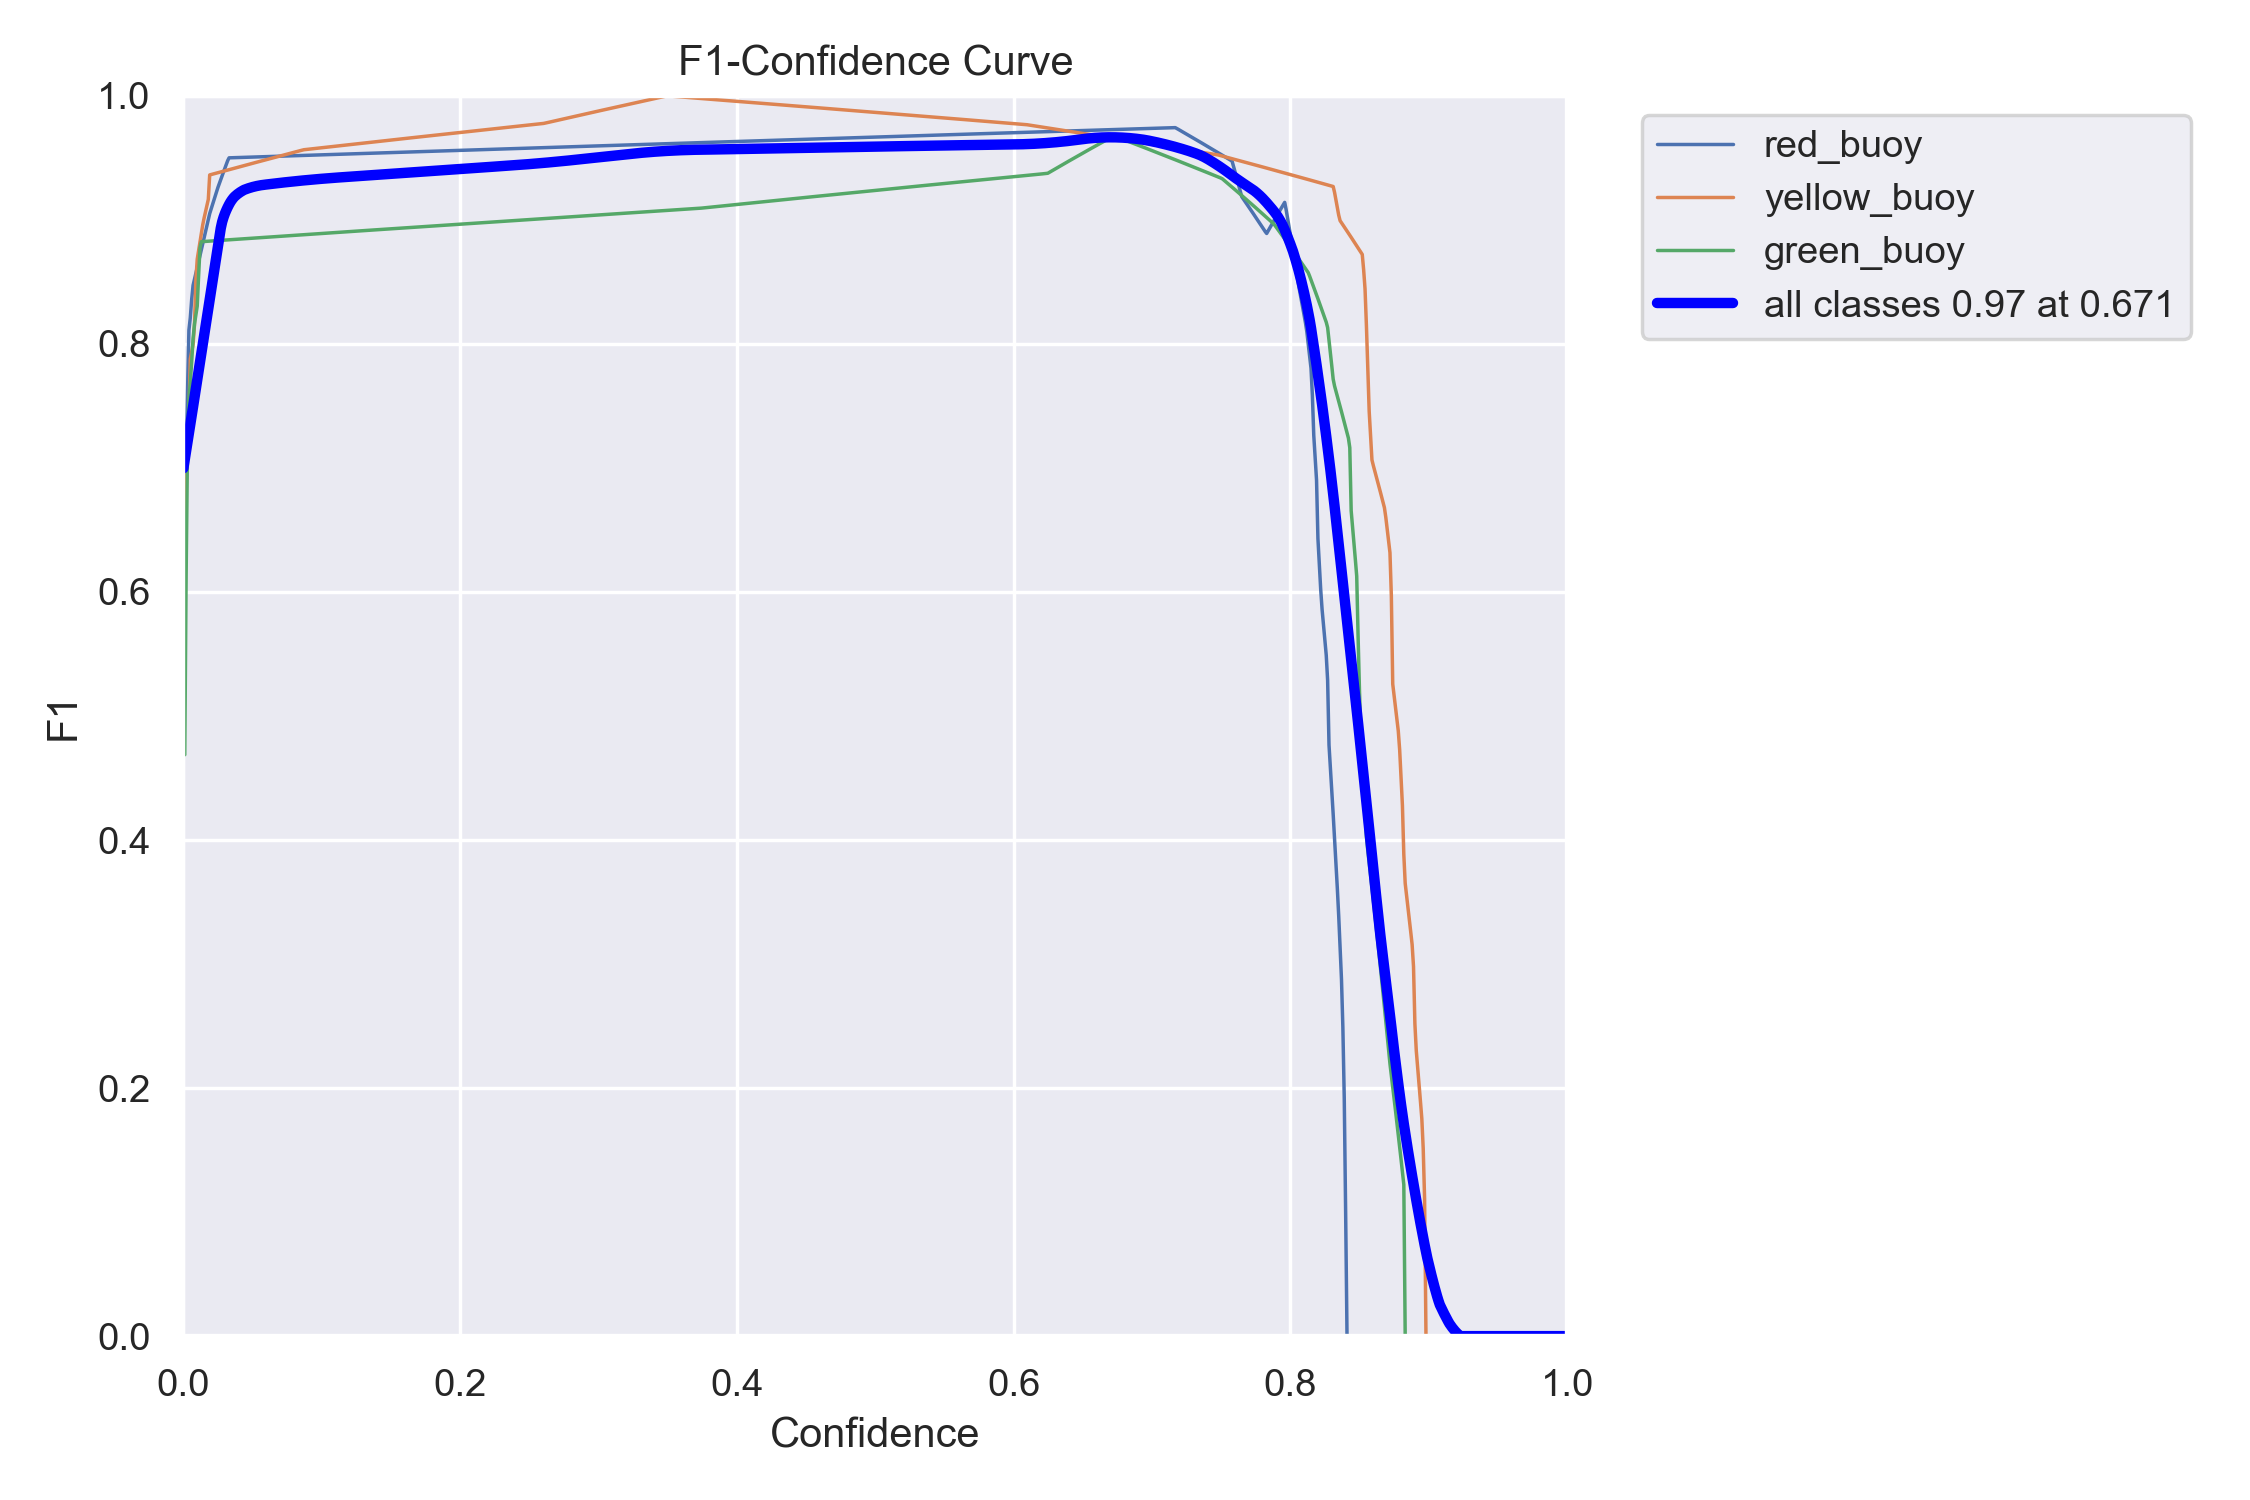 F1-Confidence Curve
1.0
0.8
0.6
0.4
0.2
0.0
F1
0.0 0.2 0.4 0.6 0.8 1.0
Confidence
red_buoy
yellow_buoy
green_buoy
all classes 0.97 at 0.671